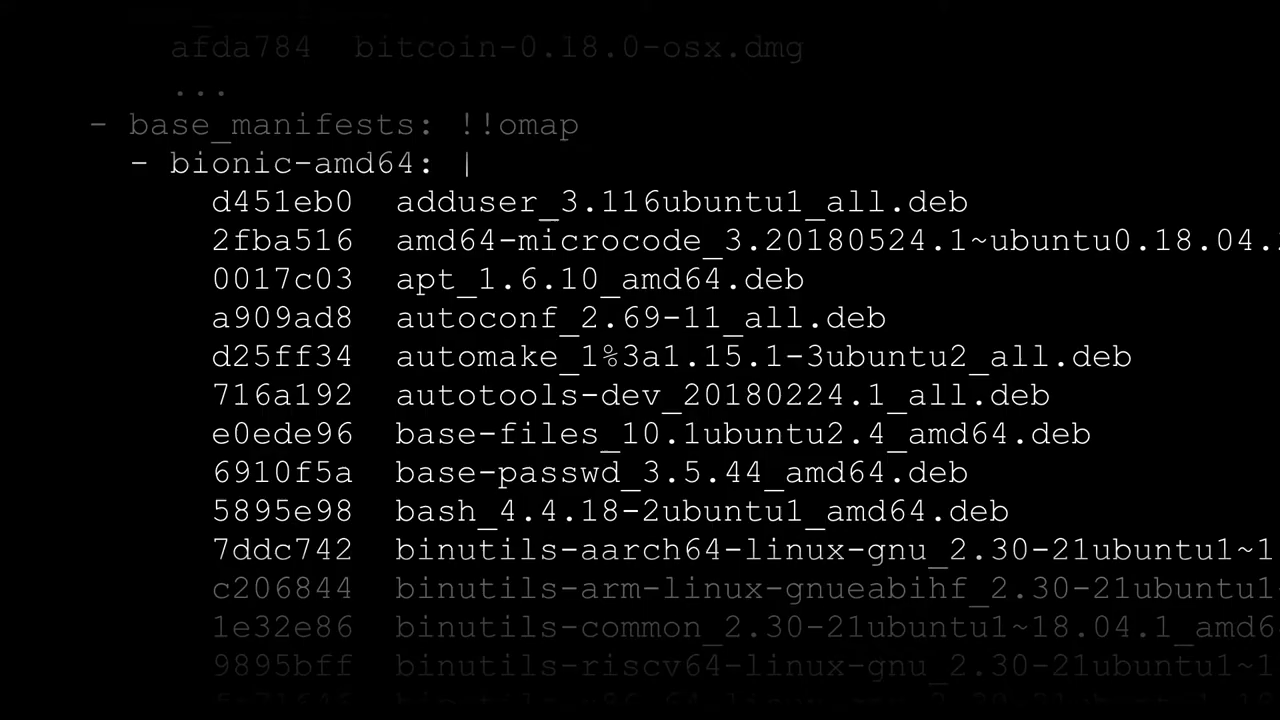 afda784  bitcoin-0.18.0-osx.dmg
...
- base_manifests: !!omap
- bionic-amd64: |
d451eb0  adduser_3.116ubuntu1_all.deb
2fba516  amd64-microcode_3.20180524.1~ubuntu0.18.04.
0017c03  apt_1.6.10_amd64.deb
a909ad8  autoconf_2.69-11_all.deb
d25ff34  automake_1%3a1.15.1-3ubuntu2_all.deb
716a192  autotools-dev_20180224.1_all.deb
e0ede96  base-files_10.1ubuntu2.4_amd64.deb
6910f5a  base-passwd_3.5.44_amd64.deb
5895e98  bash_4.4.18-2ubuntu1_amd64.deb
7ddc742  binutils-aarch64-linux-gnu_2.30-21ubuntu1~1
c206844  binutils-arm-linux-gnueabihf_2.30-21ubuntu1
1e32e86  binutils-common_2.30-21ubuntu1~18.04.1_amd6
9895bff  binutils-riscv64-linux-gnu_2.30-21ubuntu1~1